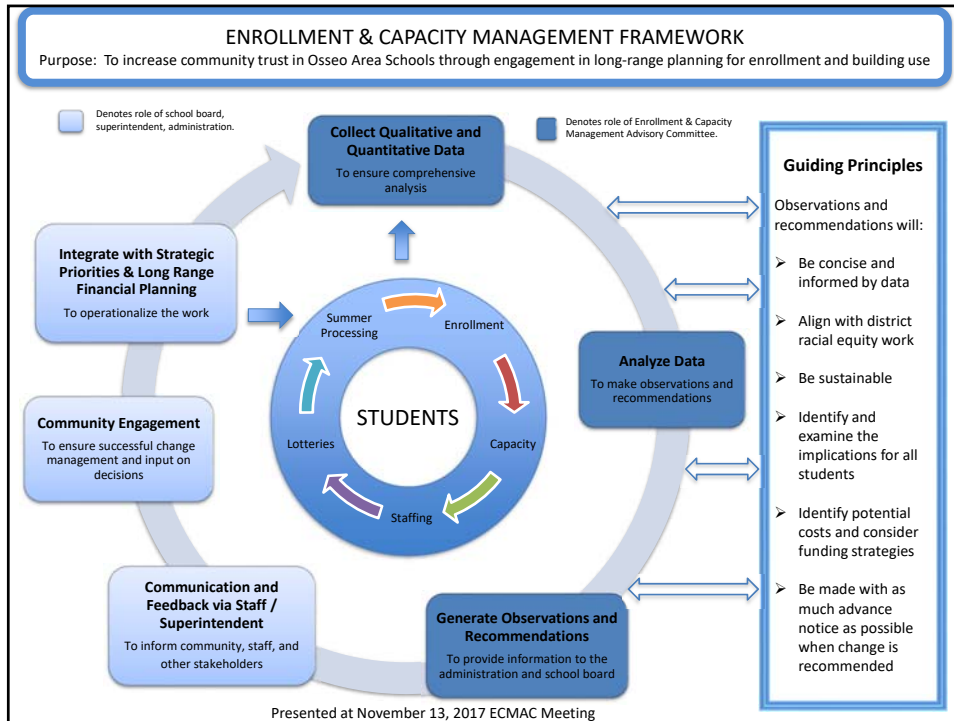 ENROLLMENT & CAPACITY MANAGEMENT FRAMEWORK
Purpose:  To increase community trust in Osseo Area Schools through engagement in long-range planning for enrollment and building use
Denotes role of school board,
superintendent, administration.
Denotes role of Enrollment & Capacity
Management Advisory Committee.
Collect Qualitative and
Quantitative Data
To ensure comprehensive
analysis
Analyze Data
To make observations and
recommendations
Generate Observations and
Recommendations
To provide information to the
administration and school board
Communication and
Feedback via Staff /
Superintendent
To inform community, staff, and
other stakeholders
Community Engagement
To ensure successful change
management and input on
decisions
Integrate with Strategic
Priorities & Long Range
Financial Planning
To operationalize the work
Summer
Processing
Enrollment
Capacity
Staffing
Lotteries
STUDENTS
Guiding Principles
Observations and
recommendations will:
➢ Be concise and
informed by data
➢ Align with district
racial equity work
➢ Be sustainable
➢ Identify and
examine the
implications for all
students
➢ Identify potential
costs and consider
funding strategies
➢ Be made with as
much advance
notice as possible
when change is
recommended
Presented at November 13, 2017 ECMAC Meeting